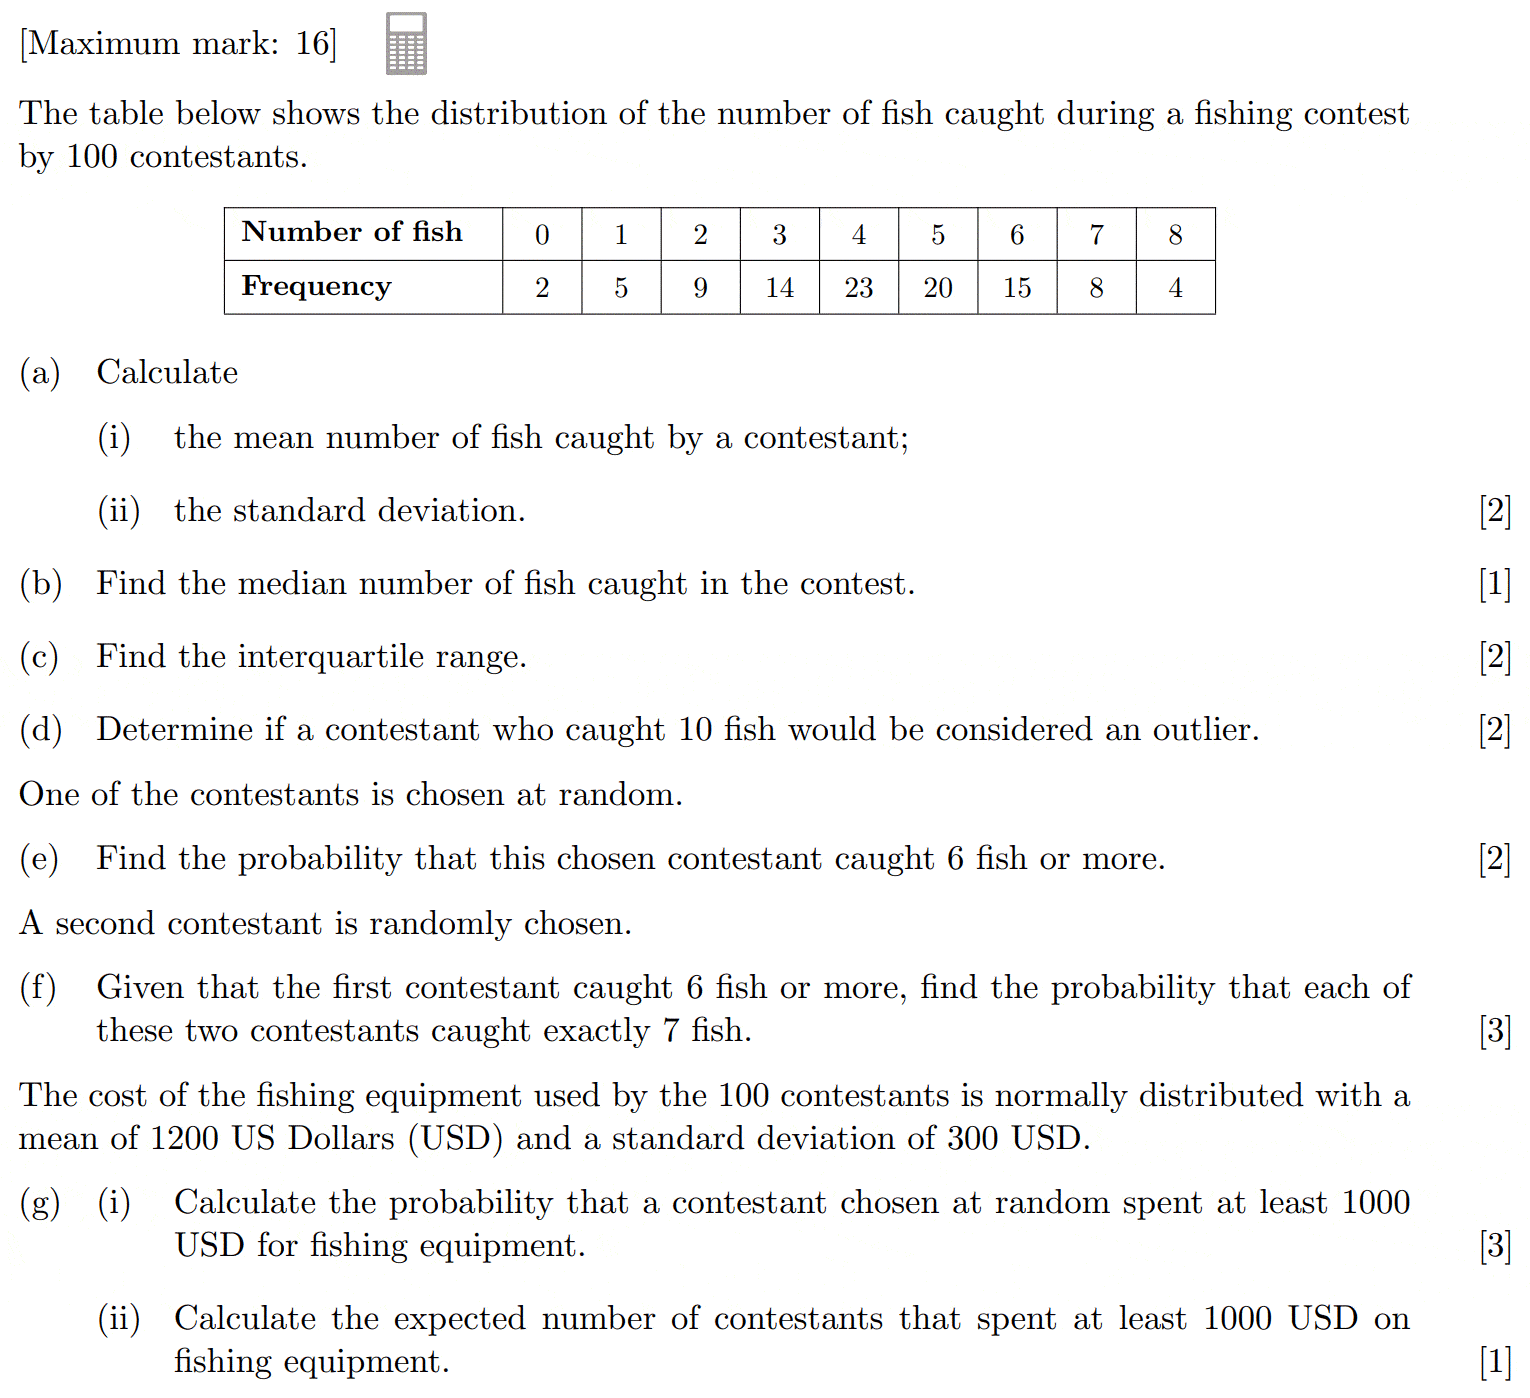 [Maximum mark: 16]
The table below shows the distribution of the number of fish caught during a fishing contest
by 100 contestants.
Number of fish 0 1 2 3 4 5 6 7 8
Frequency 2 5 9 14 23 20 15 8 4
(a) Calculate
(i) the mean number of fish caught by a contestant;
(ii) the standard deviation. [2]
(b) Find the median number of fish caught in the contest. [1]
(c) Find the interquartile range. [2]
(d) Determine if a contestant who caught 10 fish would be considered an outlier. [2]
One of the contestants is chosen at random.
(e) Find the probability that this chosen contestant caught 6 fish or more. [2]
A second contestant is randomly chosen.
(f) Given that the first contestant caught 6 fish or more, find the probability that each of
these two contestants caught exactly 7 fish. [3]
The cost of the fishing equipment used by the 100 contestants is normally distributed with a
mean of 1200 US Dollars (USD) and a standard deviation of 300 USD.
(g) (i) Calculate the probability that a contestant chosen at random spent at least 1000
USD for fishing equipment. [3]
(ii) Calculate the expected number of contestants that spent at least 1000 USD on
fishing equipment. [1]